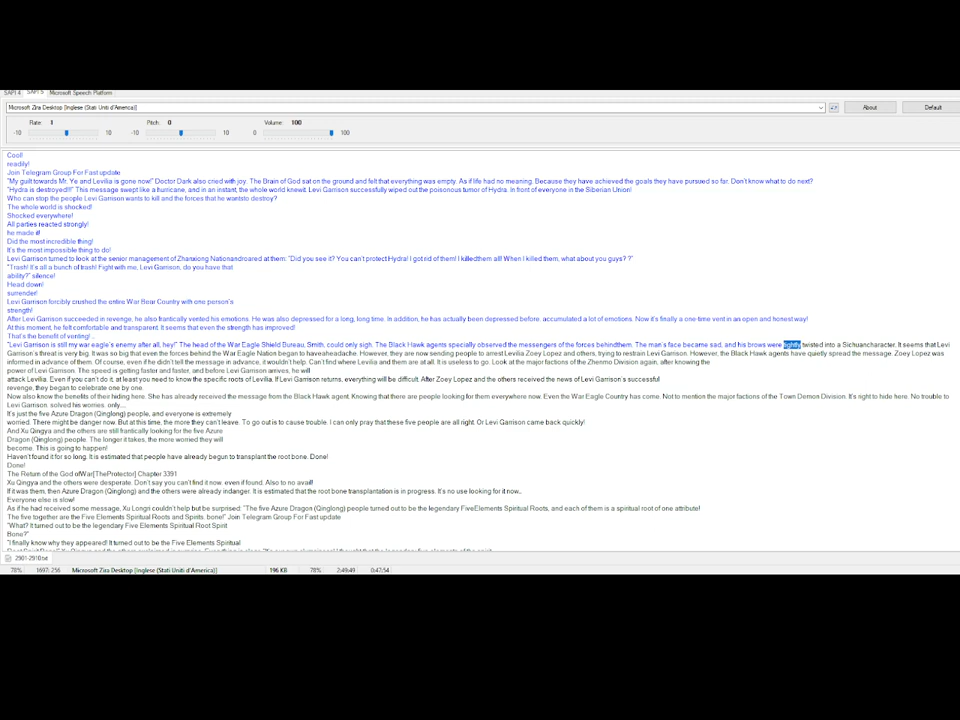 SAPI 4 SAPI 5 Microsoft Speech Platform
Microsoft Zira Desktop [Inglese (Stati Uniti d'America)]
About
Default
Rate: 1
Pitch: 0
Volume: 100
-10 10 -10 10 0 100
Cool!
readily!
Join Telegram Group For Fast update
"My guilt towards Mr. Ye and Levilia is gone now!" Doctor Dark also cried with joy. The Brain of God sat on the ground and felt that everything was empty. As if life had no meaning. Because they have achieved the goals they have pursued so far. Don't know what to do next?
"Hydra is destroyed!!!" This message swept like a hurricane, and in an instant, the whole world knewit. Levi Garrison successfully wiped out the poisonous tumor of Hydra. In front of everyone in the Siberian Union!
Who can stop the people Levi Garrison wants to kill and the forces that he wantsto destroy?
The whole world is shocked!
Shocked everywhere!
All parties reacted strongly!
he made it!
Did the most incredible thing!
It's the most impossible thing to do!
Levi Garrison turned to look at the senior management of Zhanxiong Nationandroared at them: "Did you see it? You can't protect Hydra! I got rid of them! I killedthem all! When I killed them, what about you guys? ?"
"Trash! It's all a bunch of trash! Fight with me, Levi Garrison, do you have that
ability?" silence!
Head down!
surrender!
Levi Garrison forcibly crushed the entire War Bear Country with one person's
strength!
After Levi Garrison succeeded in revenge, he also frantically vented his emotions. He was also depressed for a long, long time. In addition, he has actually been depressed before, accumulated a lot of emotions. Now it's finally a one-time vent in an open and honest way!
At this moment, he felt comfortable and transparent. It seems that even the strength has improved!
That's the benefit of venting! ..
"Levi Garrison is still my war eagle's enemy after all, hey!" The head of the War Eagle Shield Bureau, Smith, could only sigh. The Black Hawk agents specially observed the messengers of the forces behindthem. The man's face became sad, and his brows were tightly twisted into a Sichuancharacter. It seems that Levi
Garrison's threat is very big. It was so big that even the forces behind the War Eagle Nation began to haveaheadache. However, they are now sending people to arrest Levilia Zoey Lopez and others, trying to restrain Levi Garrison. However, the Black Hawk agents have quietly spread the message. Zoey Lopez was
informed in advance of them. Of course, even if he didn't tell the message in advance, it wouldn't help. Can't find where Levilia and them are at all. It is useless to go. Look at the major factions of the Zhenmo Division again, after knowing the
power of Levi Garrison. The speed is getting faster and faster, and before Levi Garrison arrives, he will
attack Levilia. Even if you can't do it, at least you need to know the specific roots of Levilia. If Levi Garrison returns, everything will be difficult. After Zoey Lopez and the others received the news of Levi Garrison's successful
revenge, they began to celebrate one by one.
Now also know the benefits of their hiding here. She has already received the message from the Black Hawk agent. Knowing that there are people looking for them everywhere now. Even the War Eagle Country has come. Not to mention the major factions of the Town Demon Division. It's right to hide here. No trouble to
Levi Garrison, solved his worries. only....
It's just the five Azure Dragon (Qinglong) people, and everyone is extremely
worried. There might be danger now. But at this time, the more they can't leave. To go out is to cause trouble. I can only pray that these five people are all right. Or Levi Garrison came back quickly!
And Xu Qingya and the others are still frantically looking for the five Azure
Dragon (Qinglong) people. The longer it takes, the more worried they will
become. This is going to happen!
Haven't found it for so long. It is estimated that people have already begun to transplant the root bone. Done!
Done!
The Return of the God ofWar[TheProtector] Chapter 3391
Xu Qingya and the others were desperate. Don't say you can't find it now, even if found. Also to no avail!
If it was them, then Azure Dragon (Qinglong) and the others were already indanger. It is estimated that the root bone transplantation is in progress. It's no use looking for it now...
Everyone else is slow!
As if he had received some message, Xu Longri couldn't help but be surprised: "The five Azure Dragon (Qinglong) people turned out to be the legendary FiveElements Spiritual Roots, and each of them is a spiritual root of one attribute!
The five together are the Five Elements Spiritual Roots and Spirits. bone!" Join Telegram Group For Fast update
"What? It turned out to be the legendary Five Elements Spiritual Root Spirit
Bone?"
"I finally know why they appeared! It turned out to be the Five Elements Spiritual
2901-2910.txt
78% 1697: 256 Microsoft Zira Desktop [Inglese (Stati Uniti d'America)] 196 KB 78% 2:49:49 0:47:54